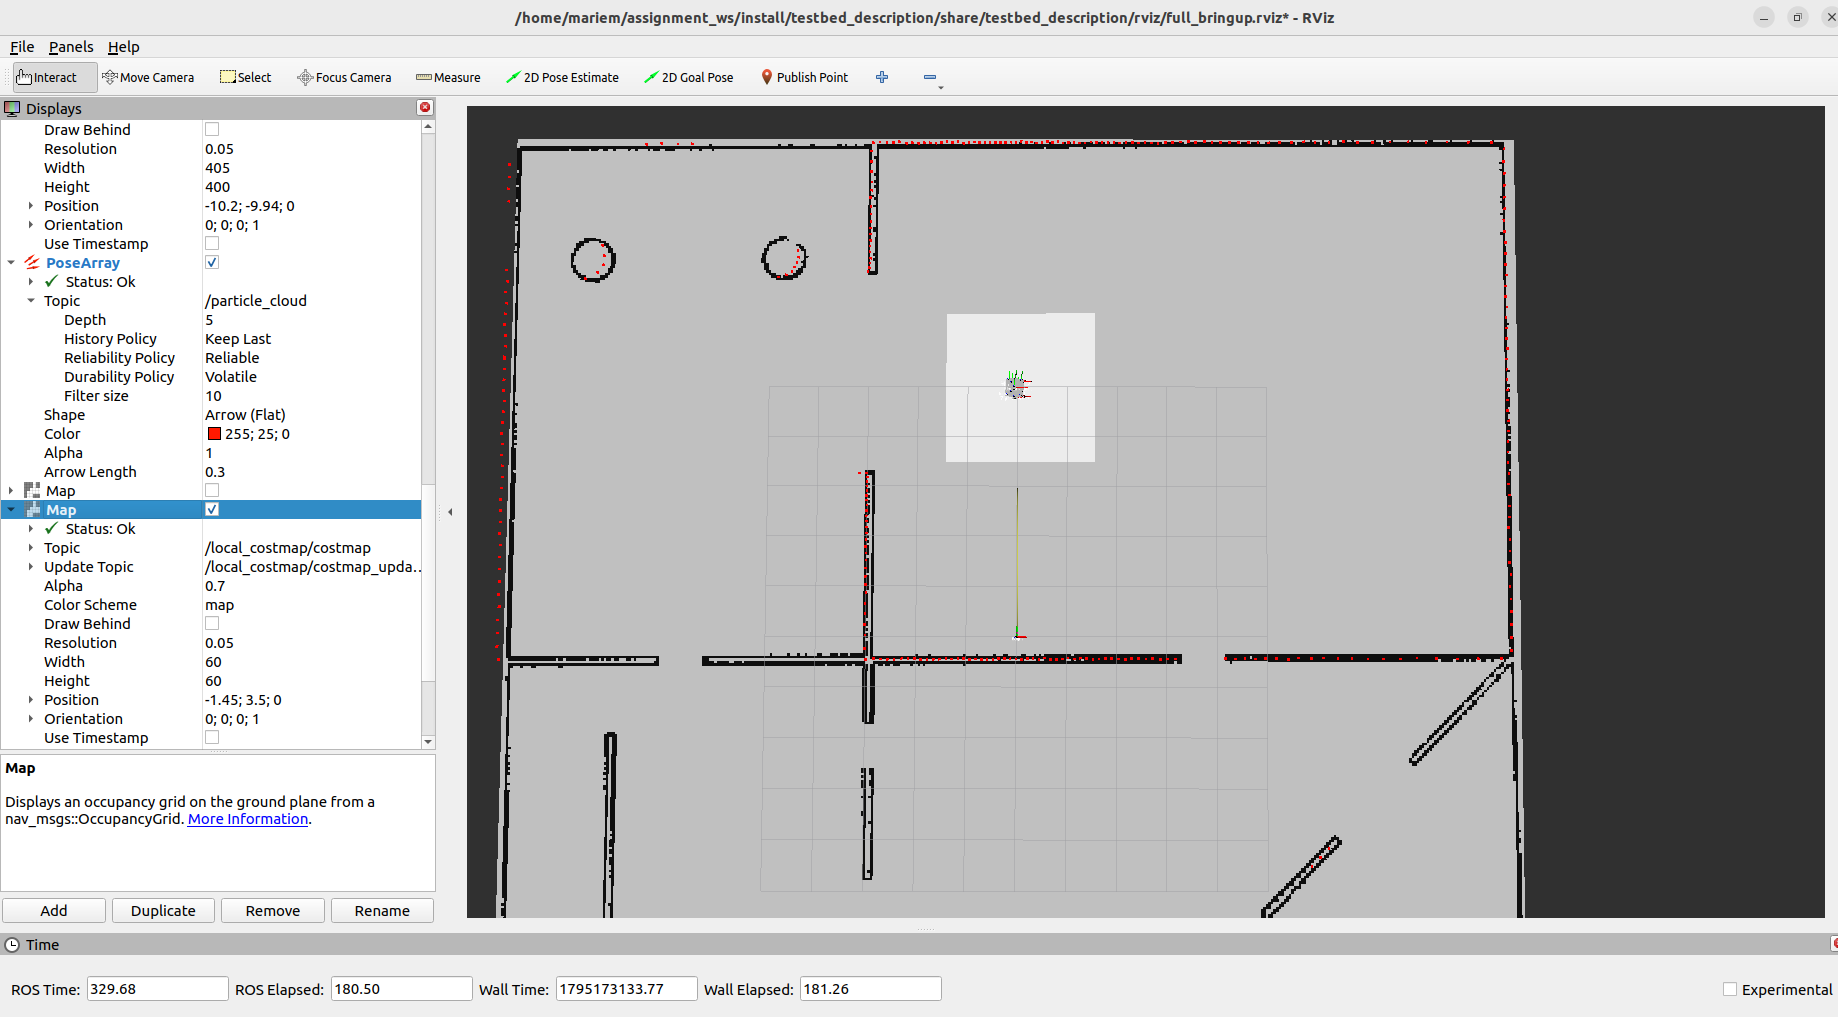 /home/mariem/assignment_ws/install/testbed_description/share/testbed_description/rviz/full_bringup.rviz* - RViz
File Panels Help
Interact Move Camera Select Focus Camera Measure 2D Pose Estimate 2D Goal Pose Publish Point
Displays
Draw Behind
Resolution 0.05
Width 405
Height 400
Position -10.2; -9.94; 0
Orientation 0; 0; 0; 1
Use Timestamp
PoseArray
Status: Ok
Topic /particle_cloud
Depth 5
History Policy Keep Last
Reliability Policy Reliable
Durability Policy Volatile
Filter size 10
Shape Arrow (Flat)
Color 255; 25; 0
Alpha 1
Arrow Length 0.3
Map
Map
Status: Ok
Topic /local_costmap/costmap
Update Topic /local_costmap/costmap_upda...
Alpha 0.7
Color Scheme map
Draw Behind
Resolution 0.05
Width 60
Height 60
Position -1.45; 3.5; 0
Orientation 0; 0; 0; 1
Use Timestamp
Map
Displays an occupancy grid on the ground plane from a
nav_msgs::OccupancyGrid. More Information.
Add Duplicate Remove Rename
Time
ROS Time: 329.68 ROS Elapsed: 180.50 Wall Time: 1795173133.77 Wall Elapsed: 181.26 Experimental